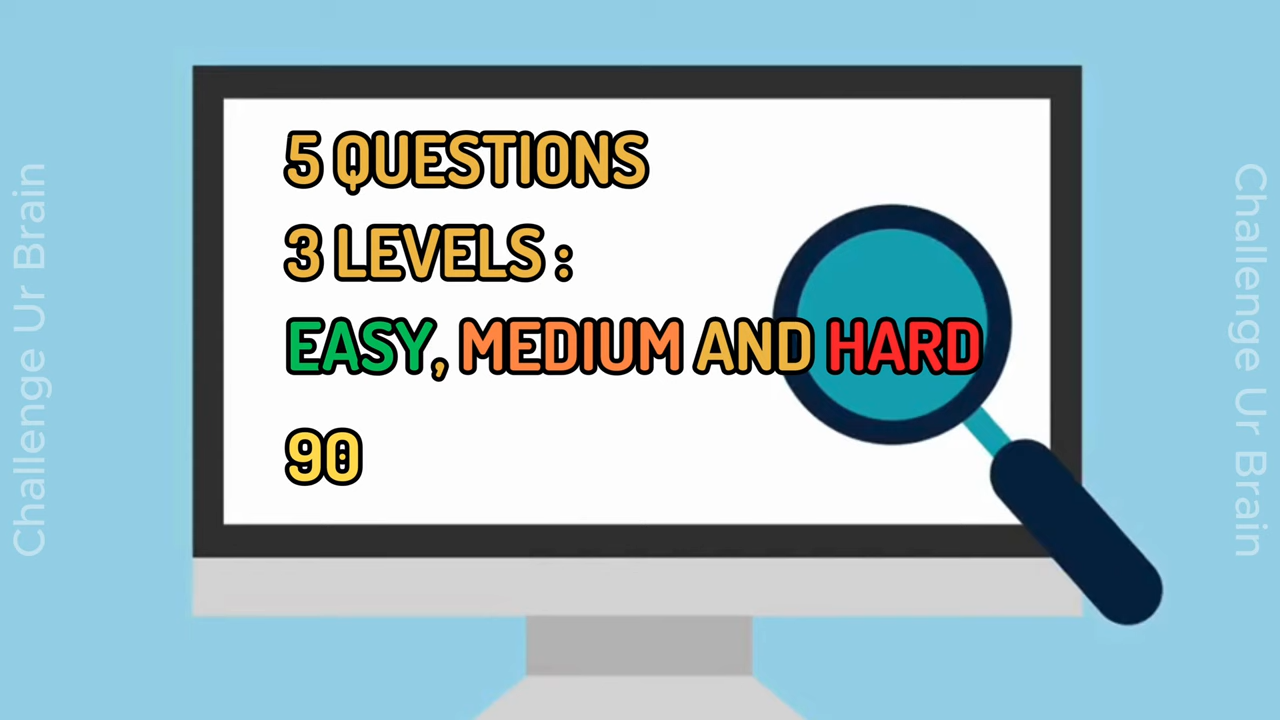 5 QUESTIONS
3 LEVELS :
EASY, MEDIUM AND HARD
90
Challenge Ur Brain
Challenge Ur Brain